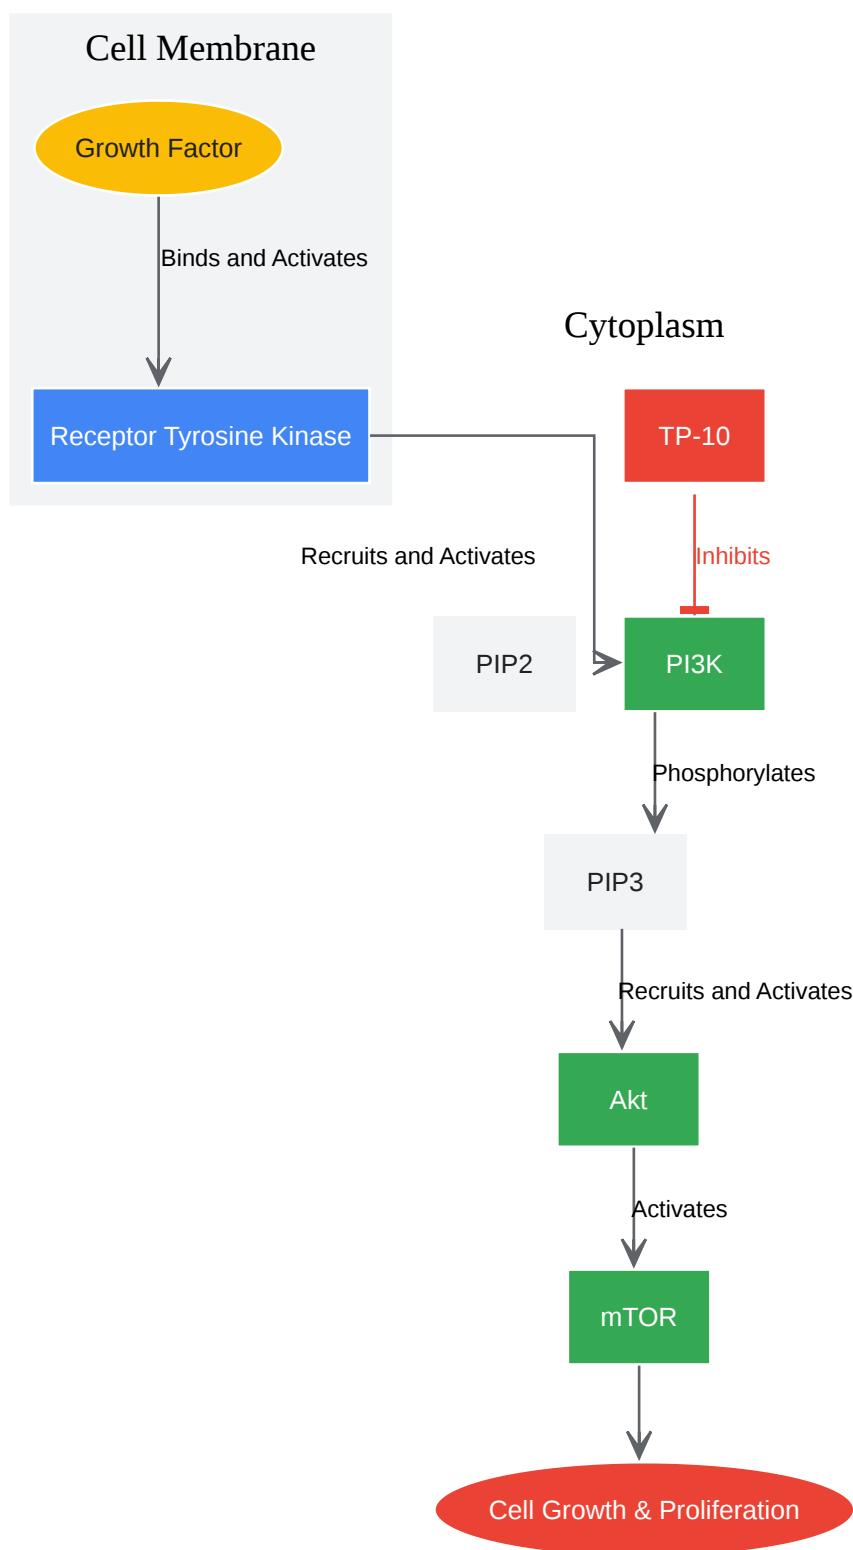 Cell Membrane
Growth Factor
Binds and Activates
Cytoplasm
Receptor Tyrosine Kinase
TP-10
Recruits and Activates
Inhibits
PIP2
PI3K
Phosphorylates
PIP3
Recruits and Activates
Akt
Activates
mTOR
Cell Growth & Proliferation